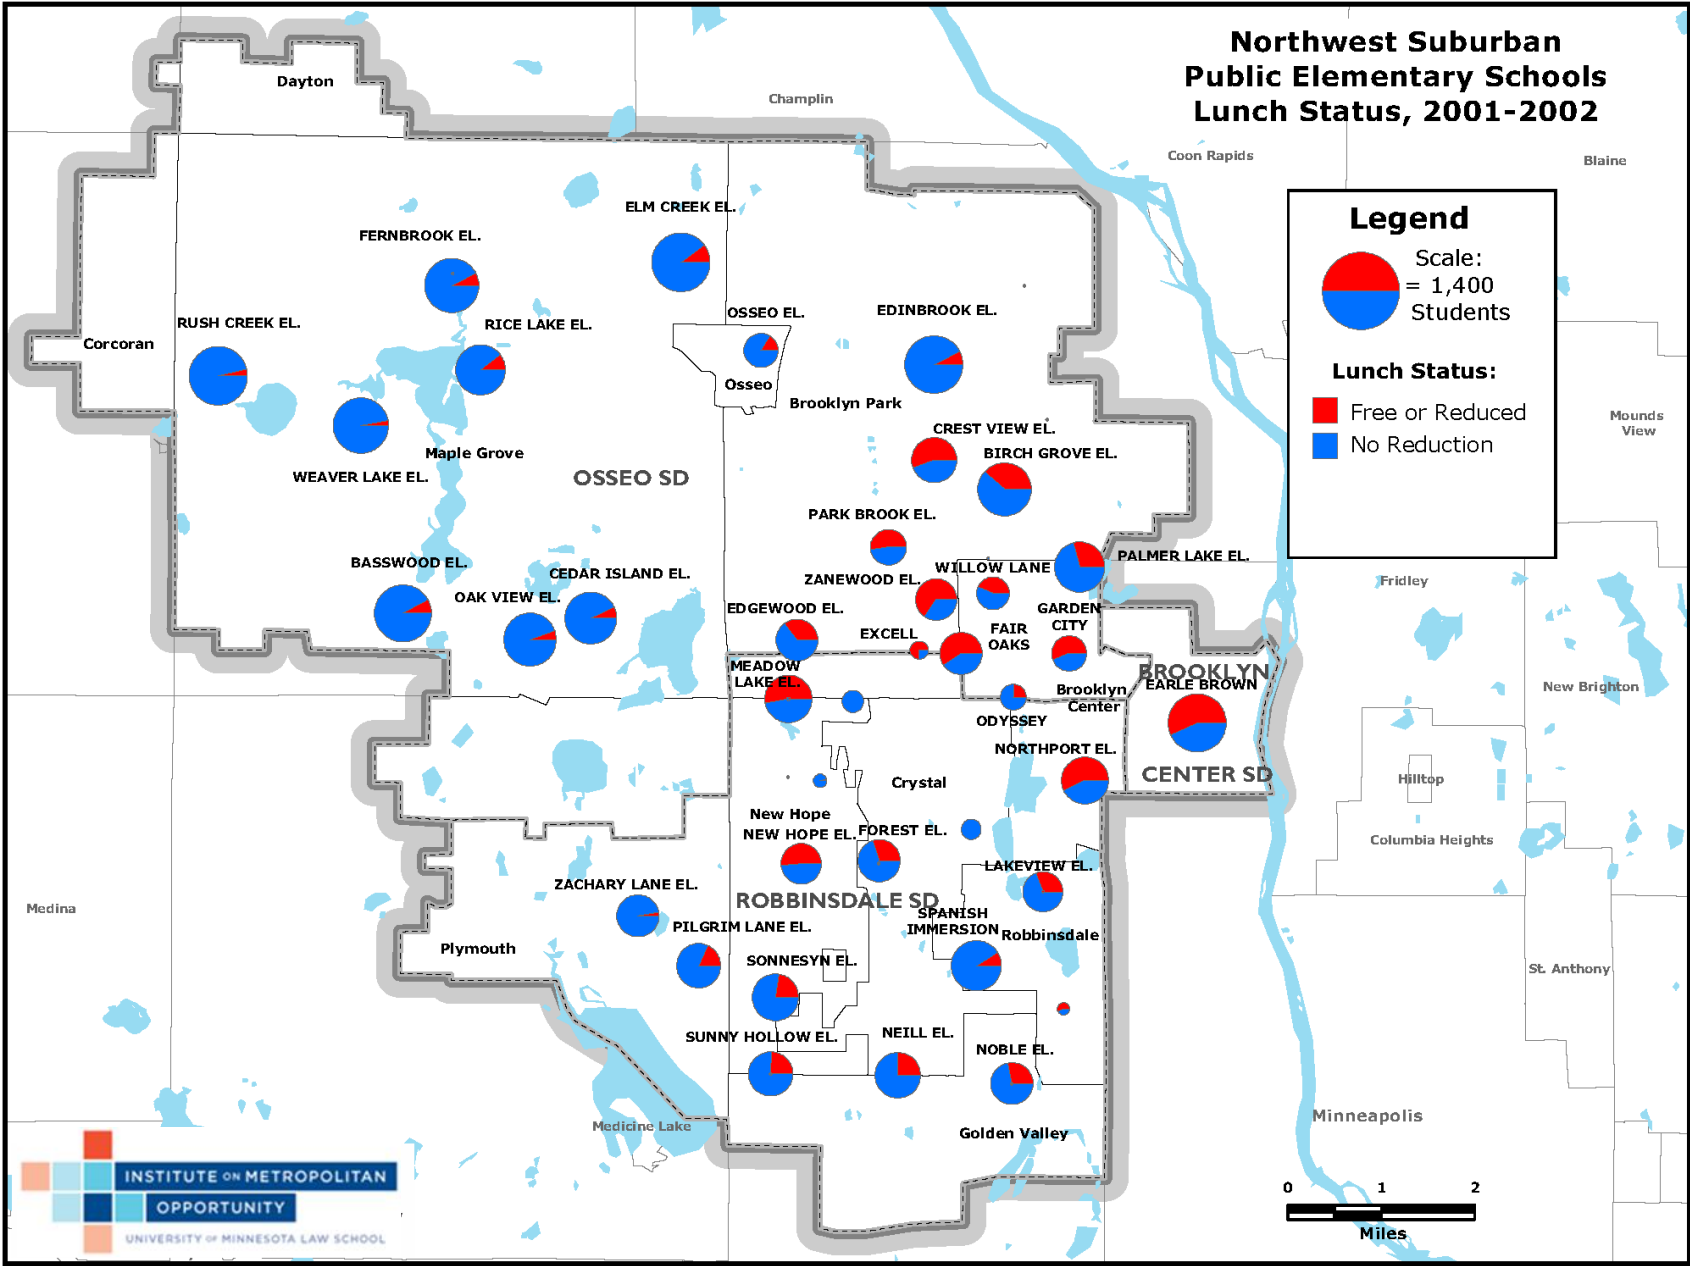 Northwest Suburban
Public Elementary Schools
Lunch Status, 2001-2002
Dayton
Champlin
Coon Rapids
Blaine
Legend
Scale:
= 1,400
Students
Lunch Status:
Free or Reduced
No Reduction
ELM CREEK EL.
FERNBROOK EL.
RUSH CREEK EL.
RICE LAKE EL.
OSSEO EL.
EDINBROOK EL.
Corcoran
Osseo
Brooklyn Park
Mounds
View
CREST VIEW EL.
BIRCH GROVE EL.
Maple Grove
WEAVER LAKE EL.
OSSEO SD
PARK BROOK EL.
PALMER LAKE EL.
BASSWOOD EL.
CEDAR ISLAND EL.
OAK VIEW EL.
ZANEWOOD EL.
WILLOW LANE
Fridley
EDGEWOOD EL.
GARDEN
CITY
EXCELL
FAIR
OAKS
MEADOW
LAKE EL.
BROOKLYN
EARLE BROWN
New Brighton
Brooklyn
Center
ODYSSEY
NORTHPORT EL.
CENTER SD
Hilltop
Crystal
New Hope
NEW HOPE EL.
FOREST EL.
Columbia Heights
LAKEVIEW EL.
ZACHARY LANE EL.
ROBBINSDALE SD
Medina
SPANISH
IMMERSION
PILGRIM LANE EL.
Robbinsdale
Plymouth
SONNESYN EL.
St. Anthony
SUNNY HOLLOW EL.
NEILL EL.
NOBLE EL.
Medicine Lake
Golden Valley
Minneapolis
INSTITUTE ON METROPOLITAN
OPPORTUNITY
UNIVERSITY OF MINNESOTA LAW SCHOOL
0 1 2
Miles